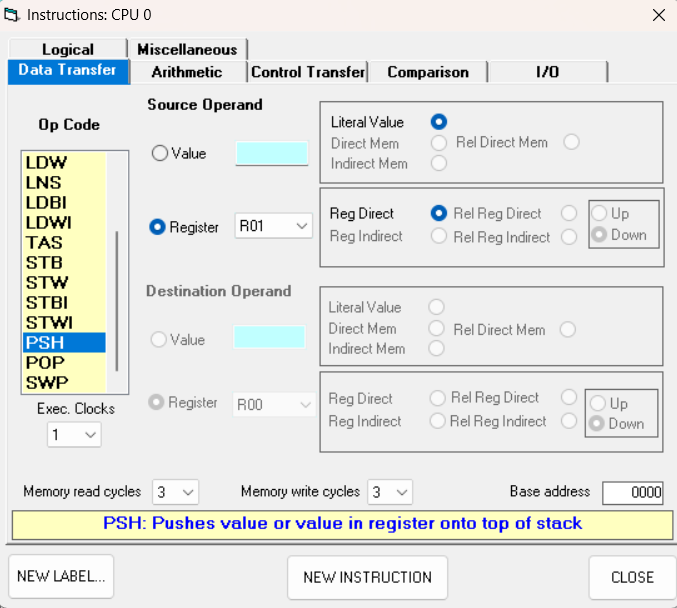 Instructions: CPU 0
Logical Miscellaneous
Data Transfer Arithmetic Control Transfer Comparison I/O
Op Code
LDW
LNS
LDBI
LDWI
TAS
STB
STW
STBI
STWI
PSH
POP
SWP
Exec. Clocks
1
Source Operand
Value
Register R01
Literal Value
Direct Mem Rel Direct Mem
Indirect Mem
Reg Direct Rel Reg Direct Up
Reg Indirect Rel Reg Indirect Down
Destination Operand
Value
Register R00
Literal Value
Direct Mem Rel Direct Mem
Indirect Mem
Reg Direct Rel Reg Direct Up
Reg Indirect Rel Reg Indirect Down
Memory read cycles 3 Memory write cycles 3 Base address 0000
PSH: Pushes value or value in register onto top of stack
NEW LABEL... NEW INSTRUCTION CLOSE